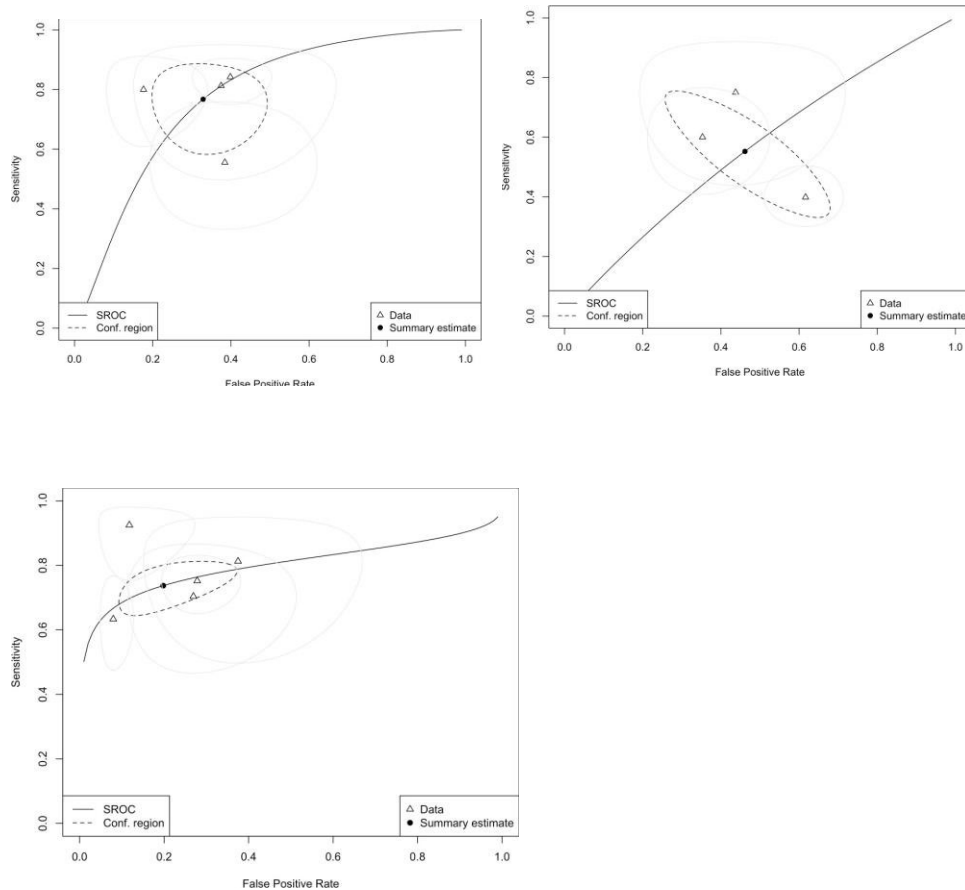 1.0
0.8
0.6
0.4
0.2
0.0
Sensitivity
SROC
Conf. region
Data
Summary estimate
0.0 0.2 0.4 0.6 0.8 1.0
False Positive Rate
1.0
0.8
0.6
0.4
0.2
0.0
Sensitivity
SROC
Conf. region
Data
Summary estimate
0.0 0.2 0.4 0.6 0.8 1.0
False Positive Rate
1.0
0.8
0.6
0.4
0.2
0.0
Sensitivity
SROC
Conf. region
Data
Summary estimate
0.0 0.2 0.4 0.6 0.8 1.0
False Positive Rate